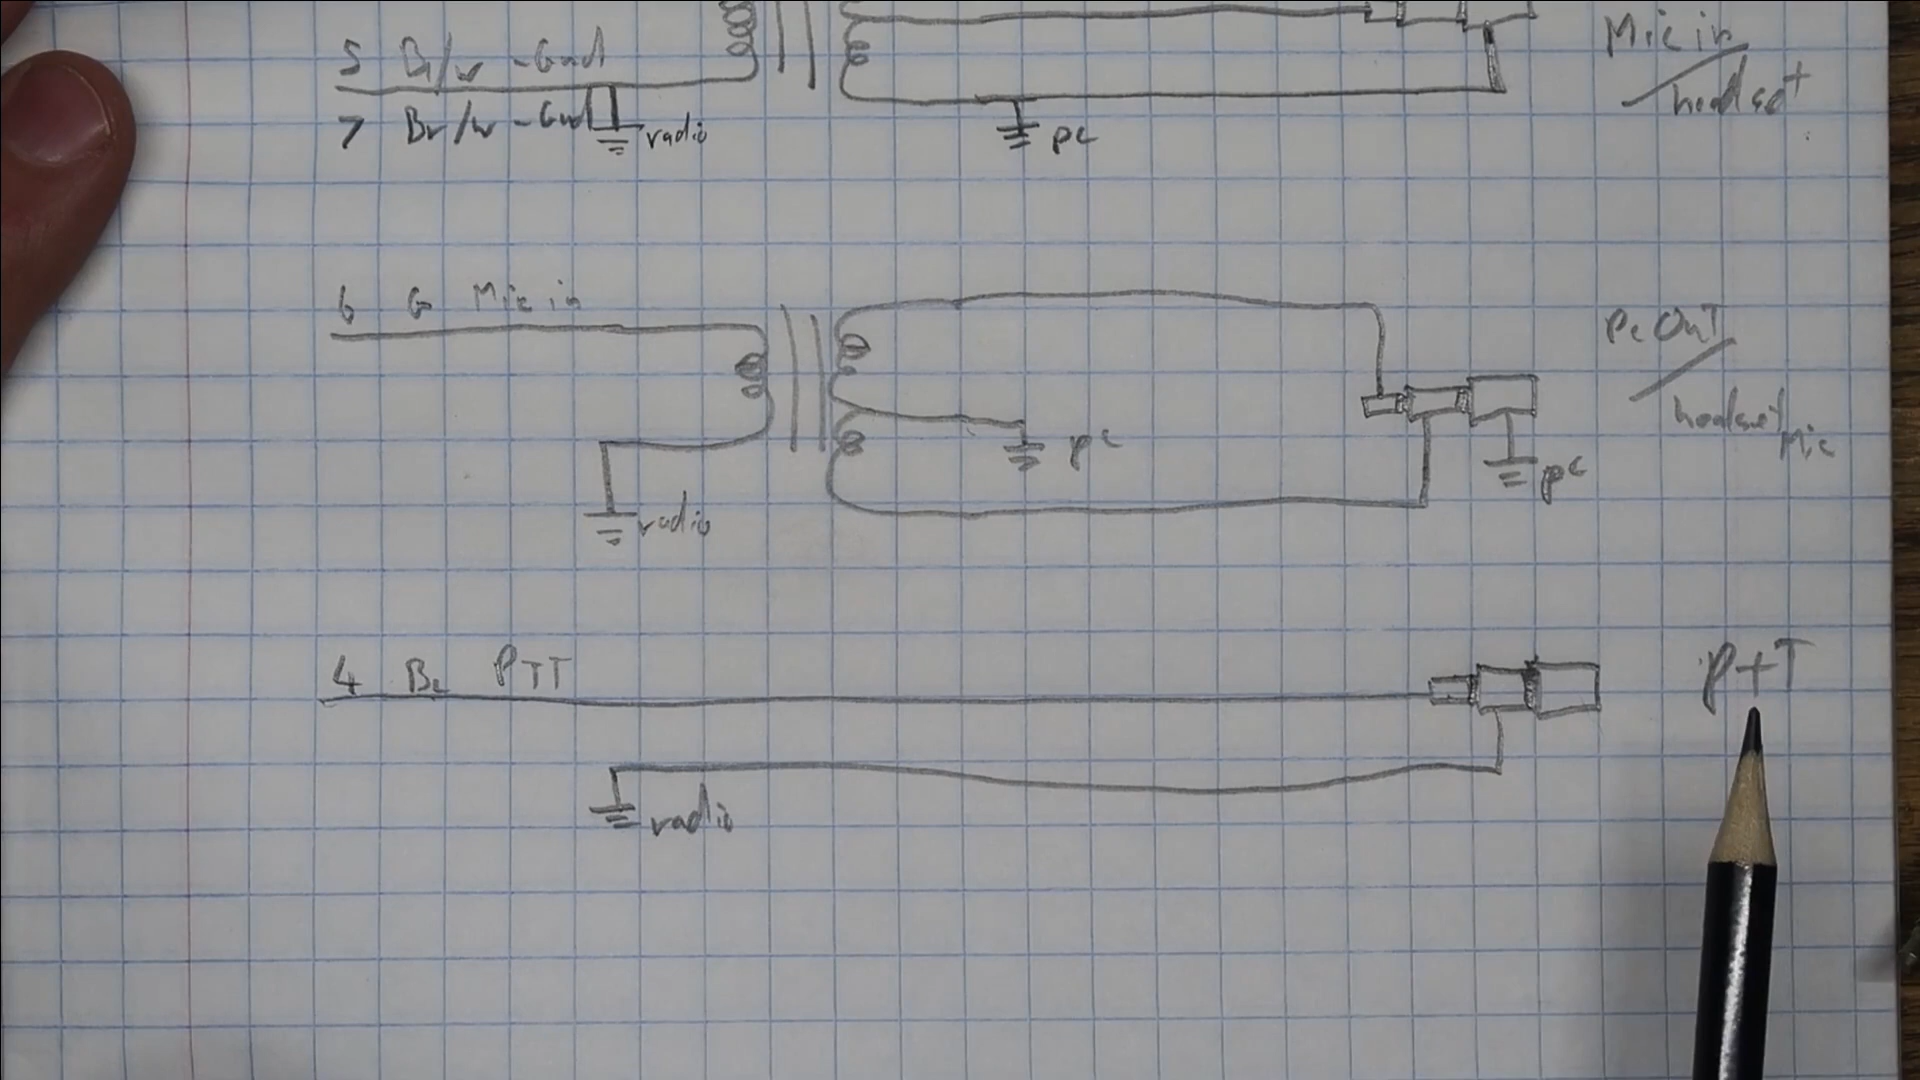 5 Bl/w - Gnd
7 Br/w - Gnd
radio
pc
Mic in
headset
6 G Mic in
radio
pc
pc
Pc OuT
headset
Mic
4 BL PTT
radio
P+T